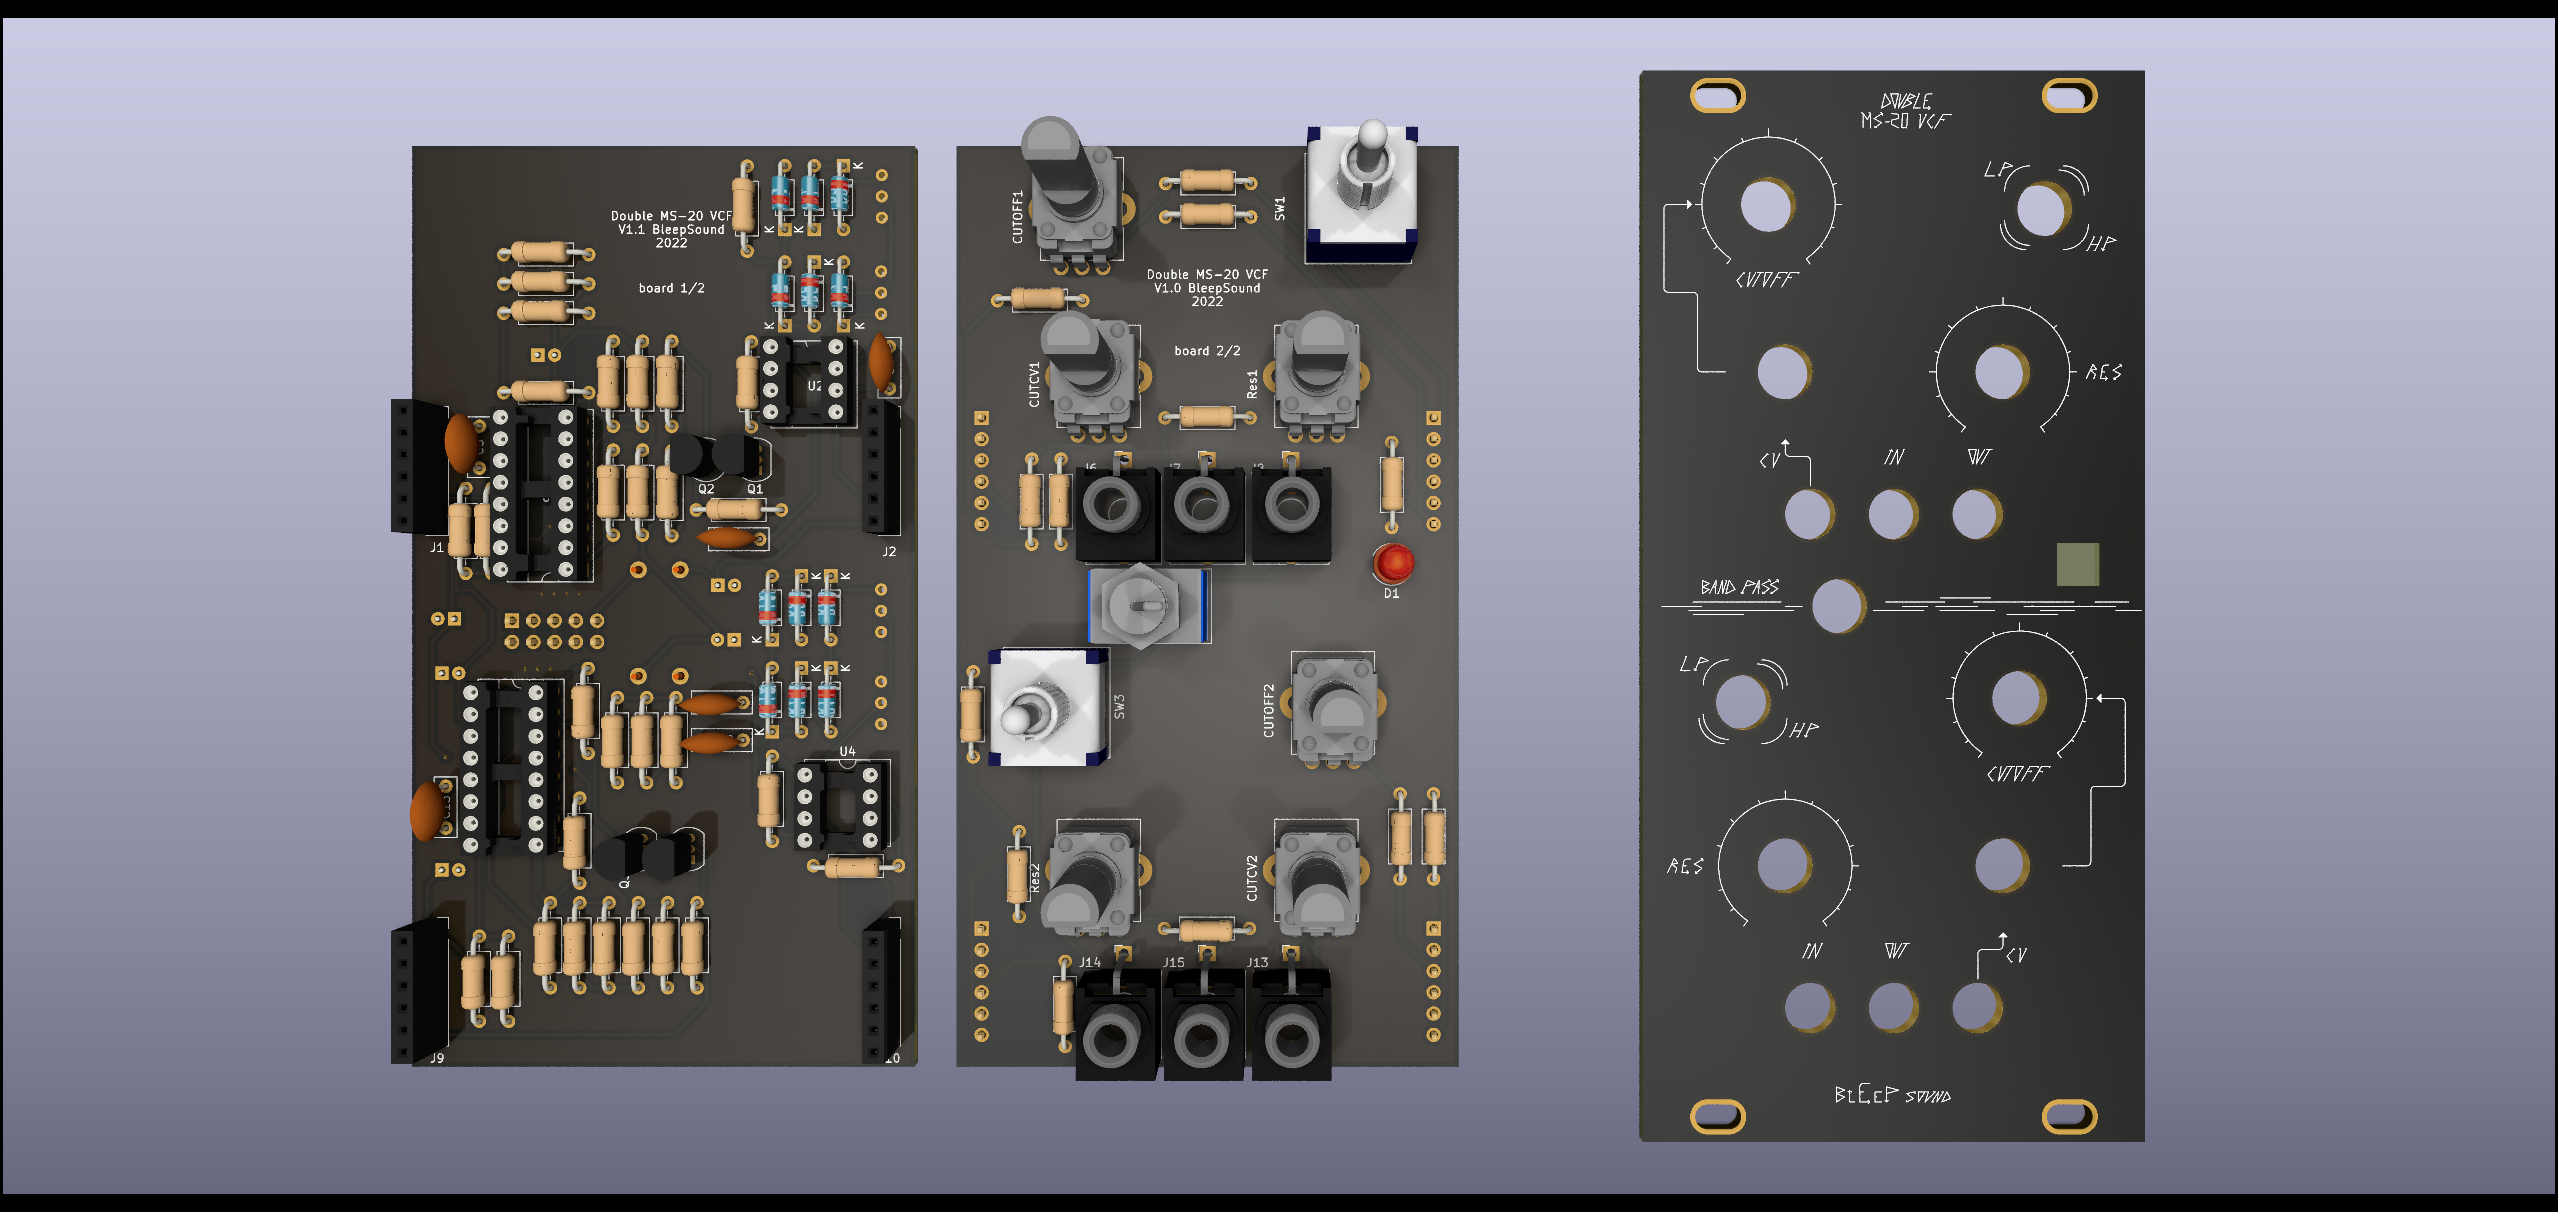 Double MS-20 VCF
V1.1 BleepSound
2022
board 1/2
K
K
K
K
K
K
U2
Q2
Q1
J1
J2
K
K
K
K
K
K
U4
J9
CUTOFF1
SW1
Double MS-20 VCF
V1.0 BleepSound
2022
board 2/2
CUTCV1
Res1
D1
SW3
CUTOFF2
Res2
CUTCV2
J14
J15
J13
DOUBLE
MS-20 VCF
LP
HP
CUTOFF
RES
CV
IN
OUT
BAND PASS
LP
HP
CUTOFF
RES
IN
OUT
CV
BLEEP SOUND